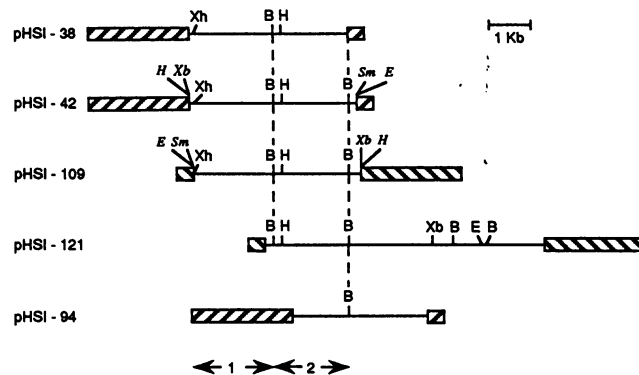 Xh B H 1 Kb
pHSI - 38
H Xb Xh B H B Sm E
pHSI - 42
E Sm Xh B H B Xb H
pHSI - 109
B H B Xb B E B
pHSI - 121
B
pHSI - 94
1 2